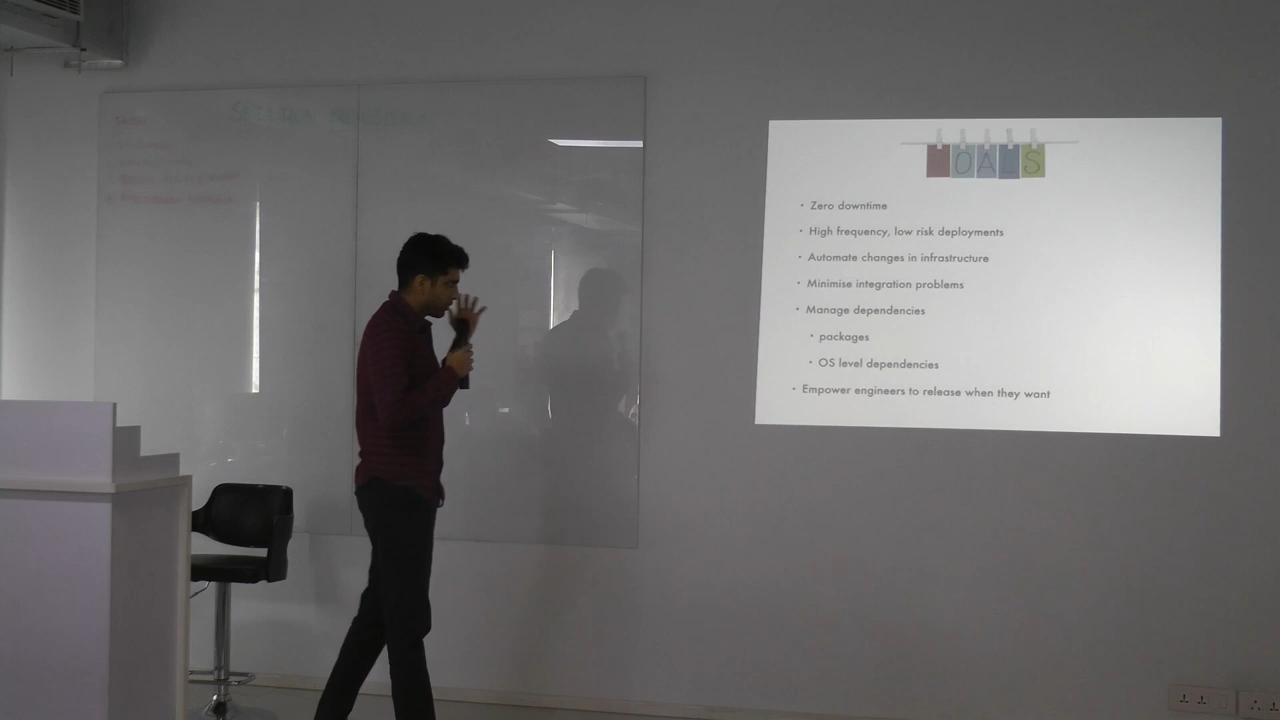 GOALS
• Zero downtime
• High frequency, low risk deployments
• Automate changes in infrastructure
• Minimise integration problems
• Manage dependencies
• packages
• OS level dependencies
• Empower engineers to release when they want